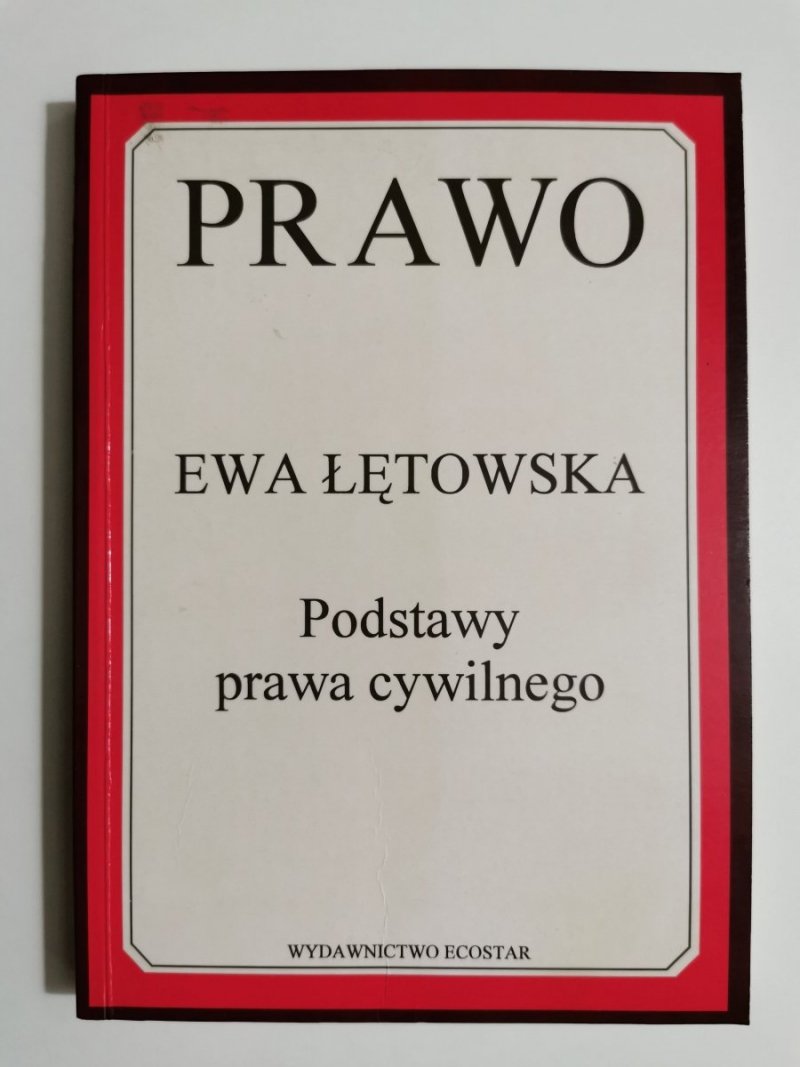 PRAWO
EWA ŁĘTOWSKA
Podstawy
prawa cywilnego
WYDAWNICTWO ECOSTAR